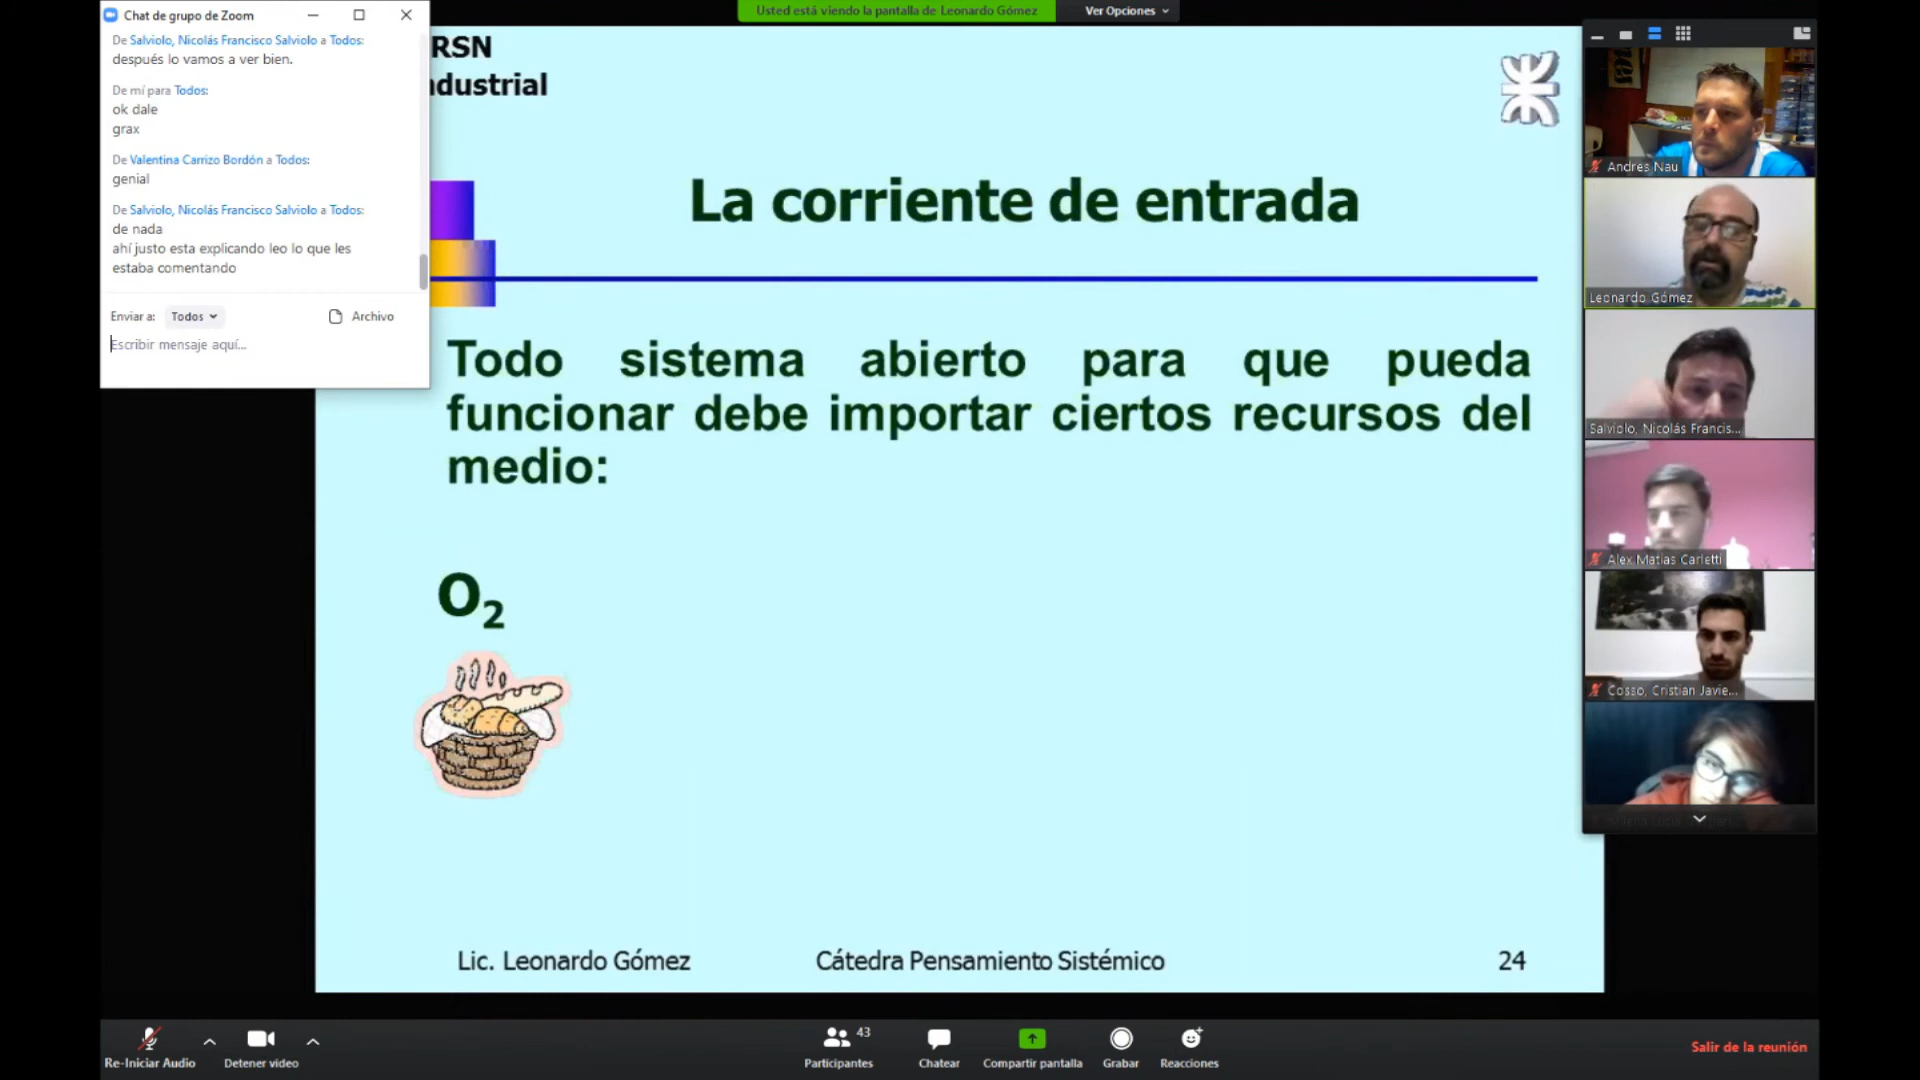 Chat de grupo de Zoom
De Salviolo, Nicolás Francisco Salviolo a Todos:
después lo vamos a ver bien.
De mí para Todos:
ok dale
grax
De Valentina Carrizo Bordón a Todos:
genial
De Salviolo, Nicolás Francisco Salviolo a Todos:
de nada
ahí justo esta explicando leo lo que les
estaba comentando
Enviar a: Todos
Archivo
Escribir mensaje aquí...
Usted está viendo la pantalla de Leonardo Gómez
Ver Opciones
RSN
ndustrial
La corriente de entrada
Todo sistema abierto para que pueda
funcionar debe importar ciertos recursos del
medio:
O2
Lic. Leonardo Gómez
Cátedra Pensamiento Sistémico
24
Andres Nau
Leonardo Gómez
Salviolo, Nicolás Francis...
Alex Matias Carletti
Cosso, Cristian Javie...
Re-Iniciar Audio
Detener video
43
Participantes
Chatear
Compartir pantalla
Grabar
Reacciones
Salir de la reunión